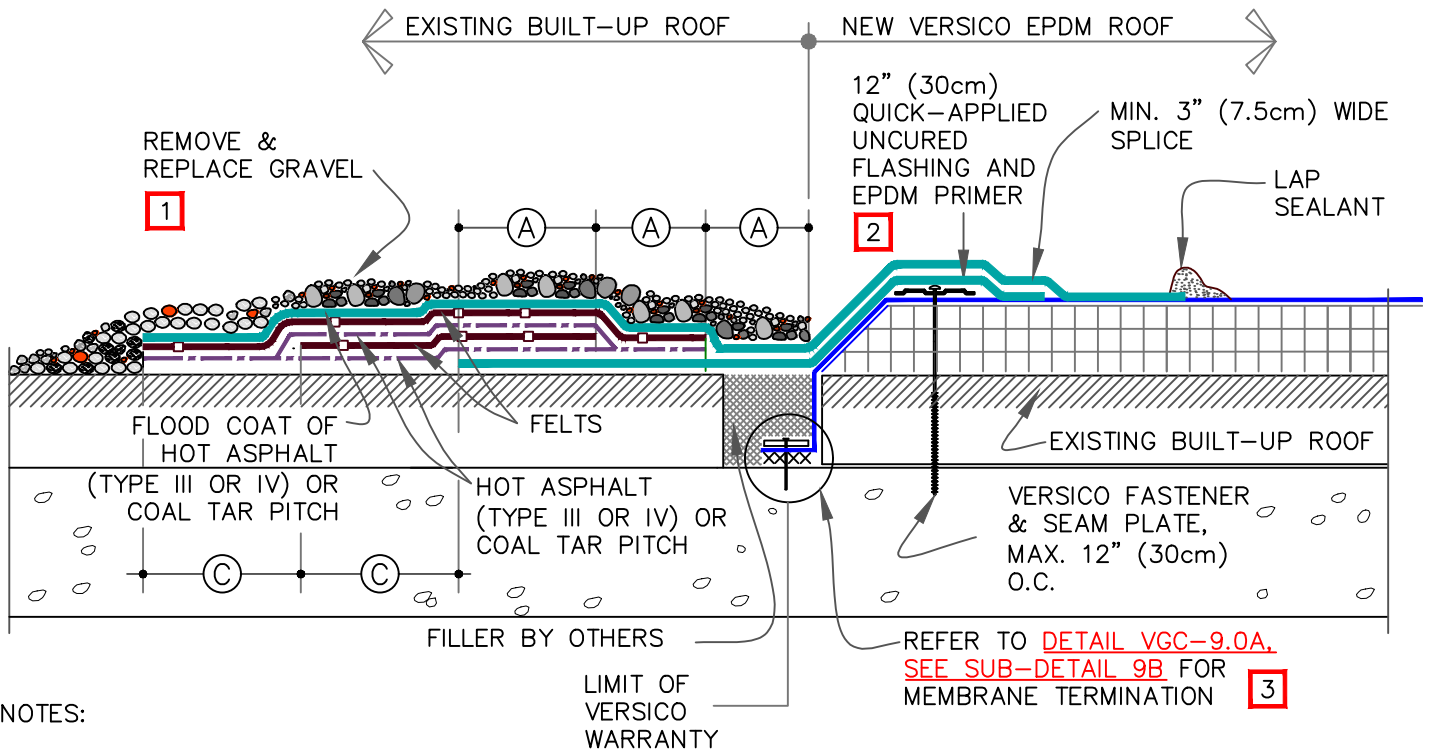 EXISTING BUILT-UP ROOF
NEW VERSICO EPDM ROOF
REMOVE &
REPLACE GRAVEL
1
12" (30cm)
QUICK-APPLIED
UNCURED
FLASHING AND
EPDM PRIMER
2
MIN. 3" (7.5cm) WIDE
SPLICE
LAP
SEALANT
A
A
A
FLOOD COAT OF
HOT ASPHALT
(TYPE III OR IV) OR
COAL TAR PITCH
FELTS
HOT ASPHALT
(TYPE III OR IV) OR
COAL TAR PITCH
EXISTING BUILT-UP ROOF
VERSICO FASTENER
& SEAM PLATE,
MAX. 12" (30cm)
O.C.
C
C
FILLER BY OTHERS
LIMIT OF
VERSICO
WARRANTY
REFER TO DETAIL VGC-9.0A,
SEE SUB-DETAIL 9B FOR
MEMBRANE TERMINATION
3
NOTES: